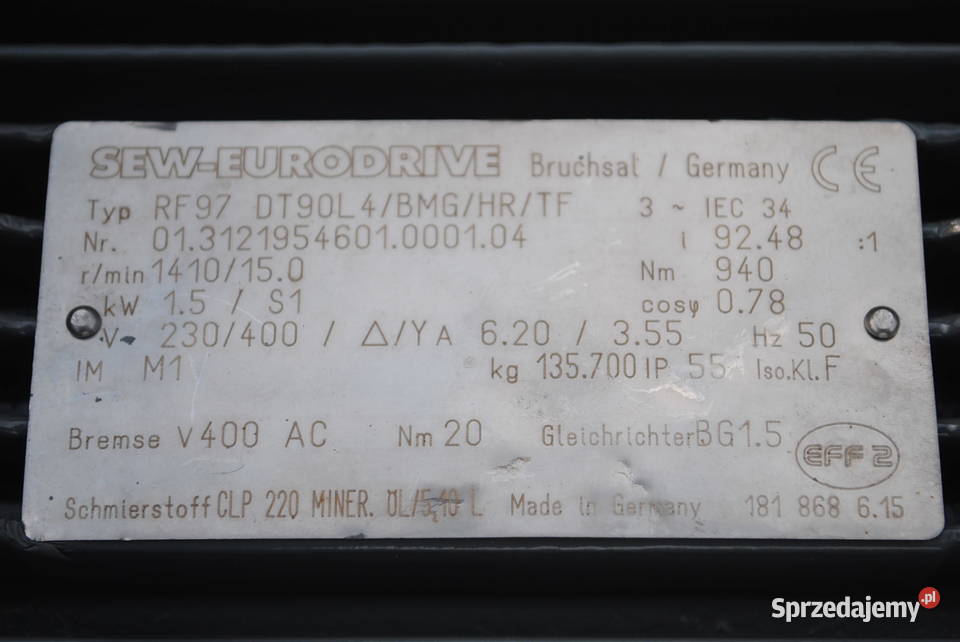 SEW-EURODRIVE Bruchsal / Germany CE
Typ RF97 DT90L4/BMG/HR/TF 3 ~ IEC 34
Nr. 01.3121954601.0001.04 i 92.48 :1
r/min 1410/15.0 Nm 940
kW 1.5 / S1 cosφ 0.78
V 230/400 / Δ/Y A 6.20 / 3.55 Hz 50
IM M1 kg 135.700 IP 55 Iso.Kl. F
Bremse V 400 AC Nm 20 Gleichrichter BG1.5
EFF 2
Schmierstoff CLP 220 MINER. ÖL/5,10 L Made in Germany 181 868 6.15
Sprzedajemy.pl